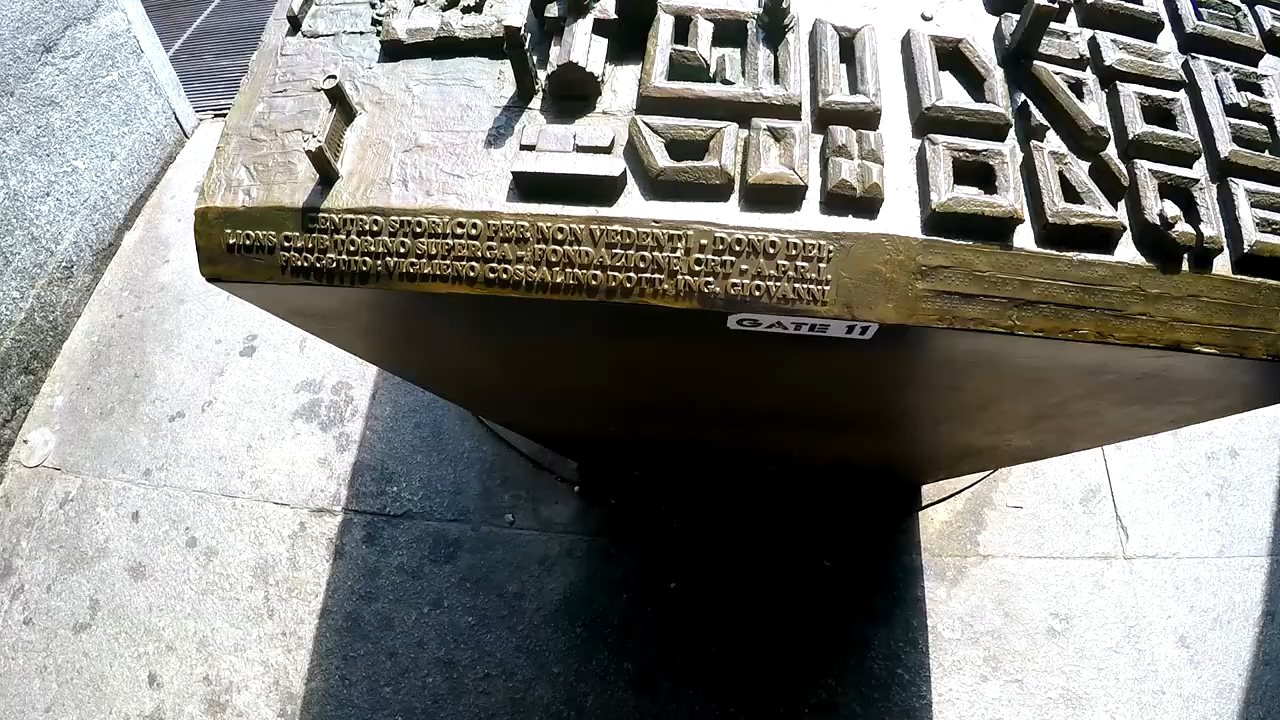 CENTRO STORICO PER NON VEDENTI - DONO DEI:
LIONS CLUB TORINO SUPERGA - FONDAZIONE CRT - A.P.R.I.
PROGETTO: VIGLIENO COSSALINO DOTT. ING. GIOVANNI
GATE 11